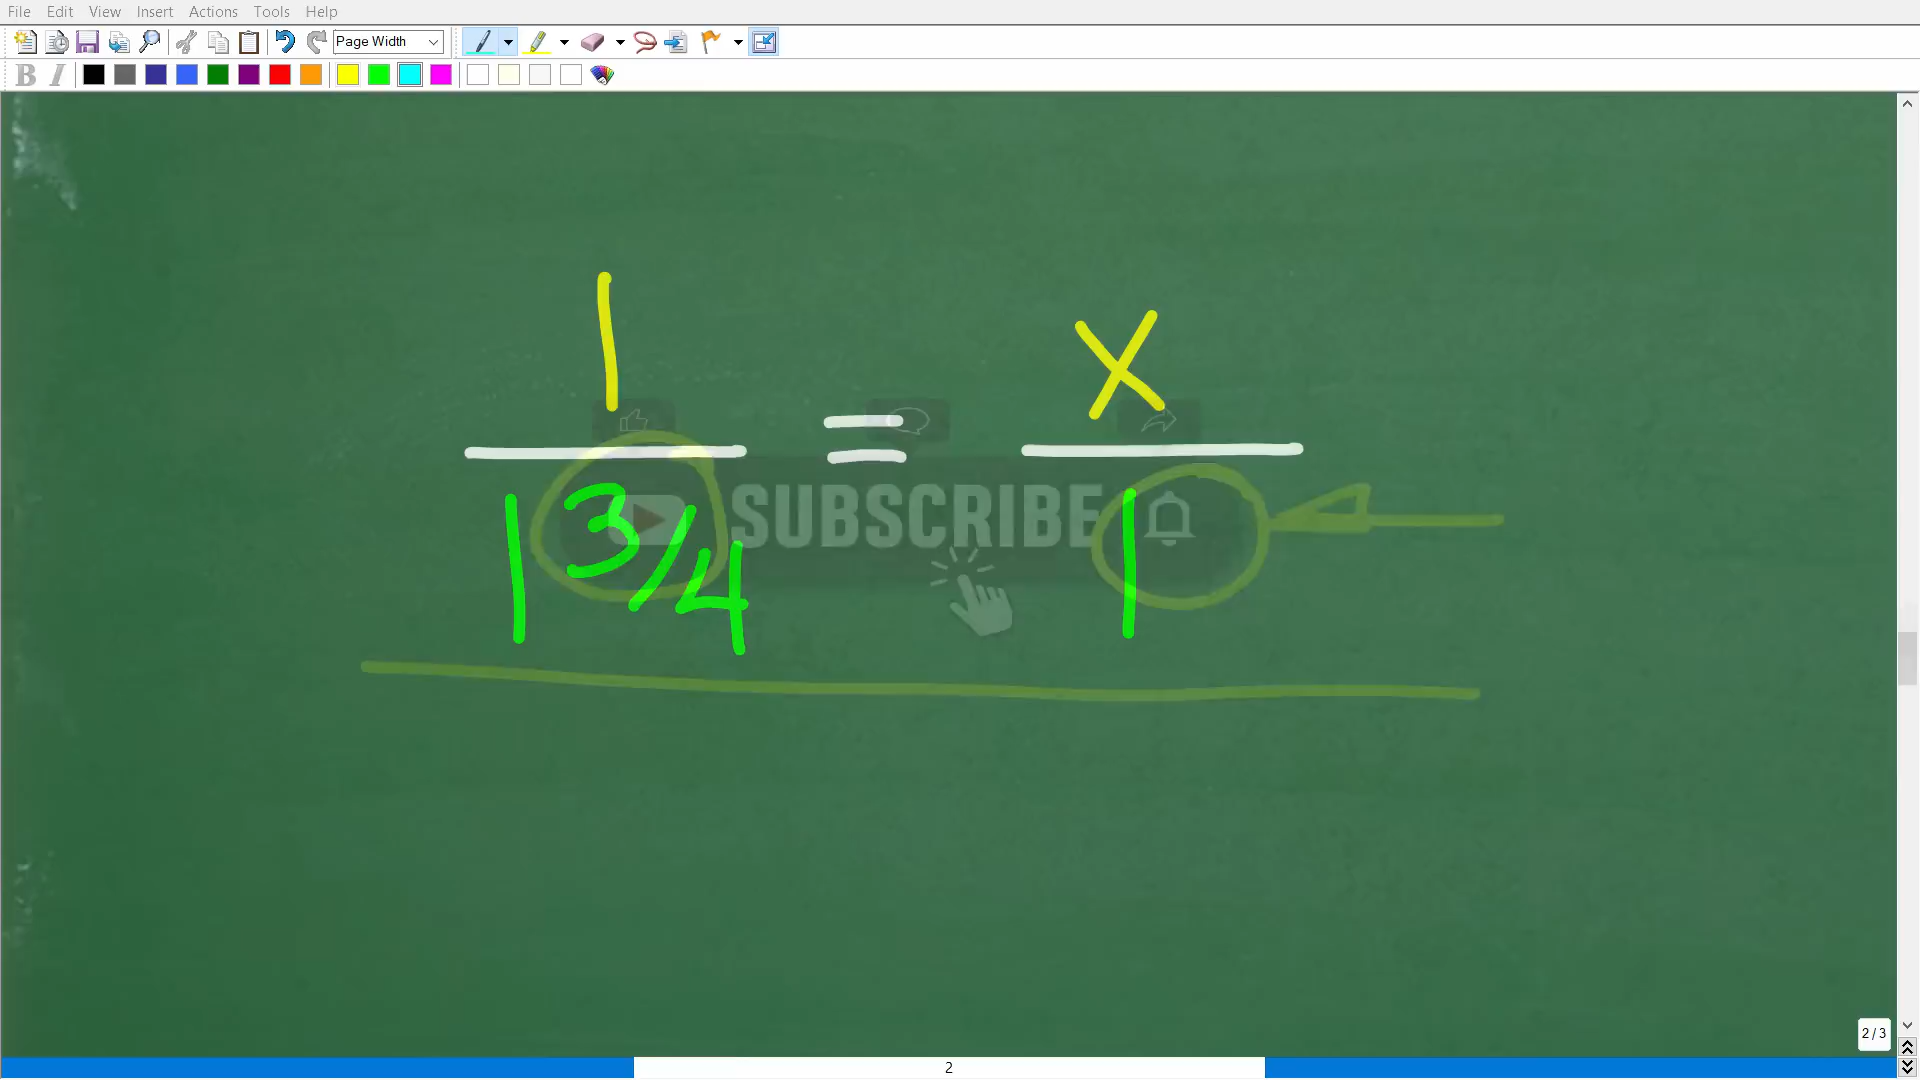 File Edit View Insert Actions Tools Help
Page Width
B I
1 = x
1 3/4 1
SUBSCRIBE
2 / 3
2